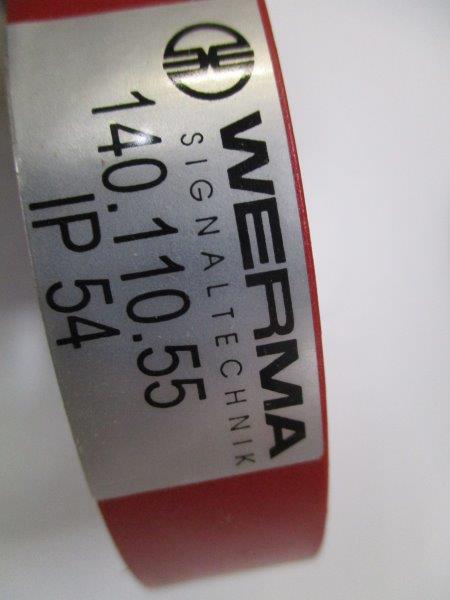 WERMA
SIGNALTECHNIK
140.110.55
IP 54